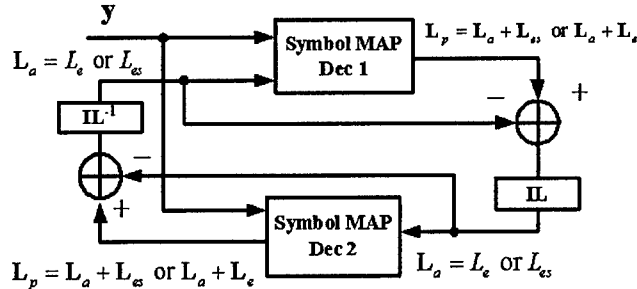 y
Symbol MAP
Dec 1
L_p = L_a + L_es or L_a + L_e
L_a = L_e or L_es
− +
IL⁻¹
−
IL
+
Symbol MAP
Dec 2
L_p = L_a + L_es or L_a + L_e
L_a = L_e or L_es